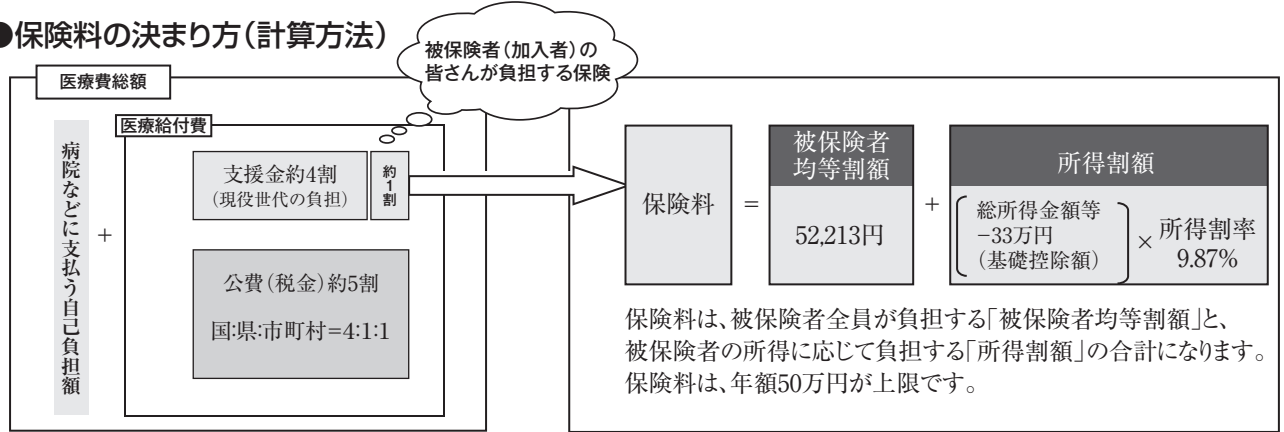 ●保険料の決まり方（計算方法）
被保険者（加入者）の
皆さんが負担する保険
医療費総額
病院などに支払う自己負担額
+
医療給付費
支援金約4割
（現役世代の負担）
約1割
公費（税金）約5割
国:県:市町村=4:1:1
保険料
=
被保険者
均等割額
52,213円
+
所得割額
総所得金額等
−33万円
（基礎控除額）
×
所得割率
9.87%
保険料は、被保険者全員が負担する「被保険者均等割額」と、
被保険者の所得に応じて負担する「所得割額」の合計になります。
保険料は、年額50万円が上限です。